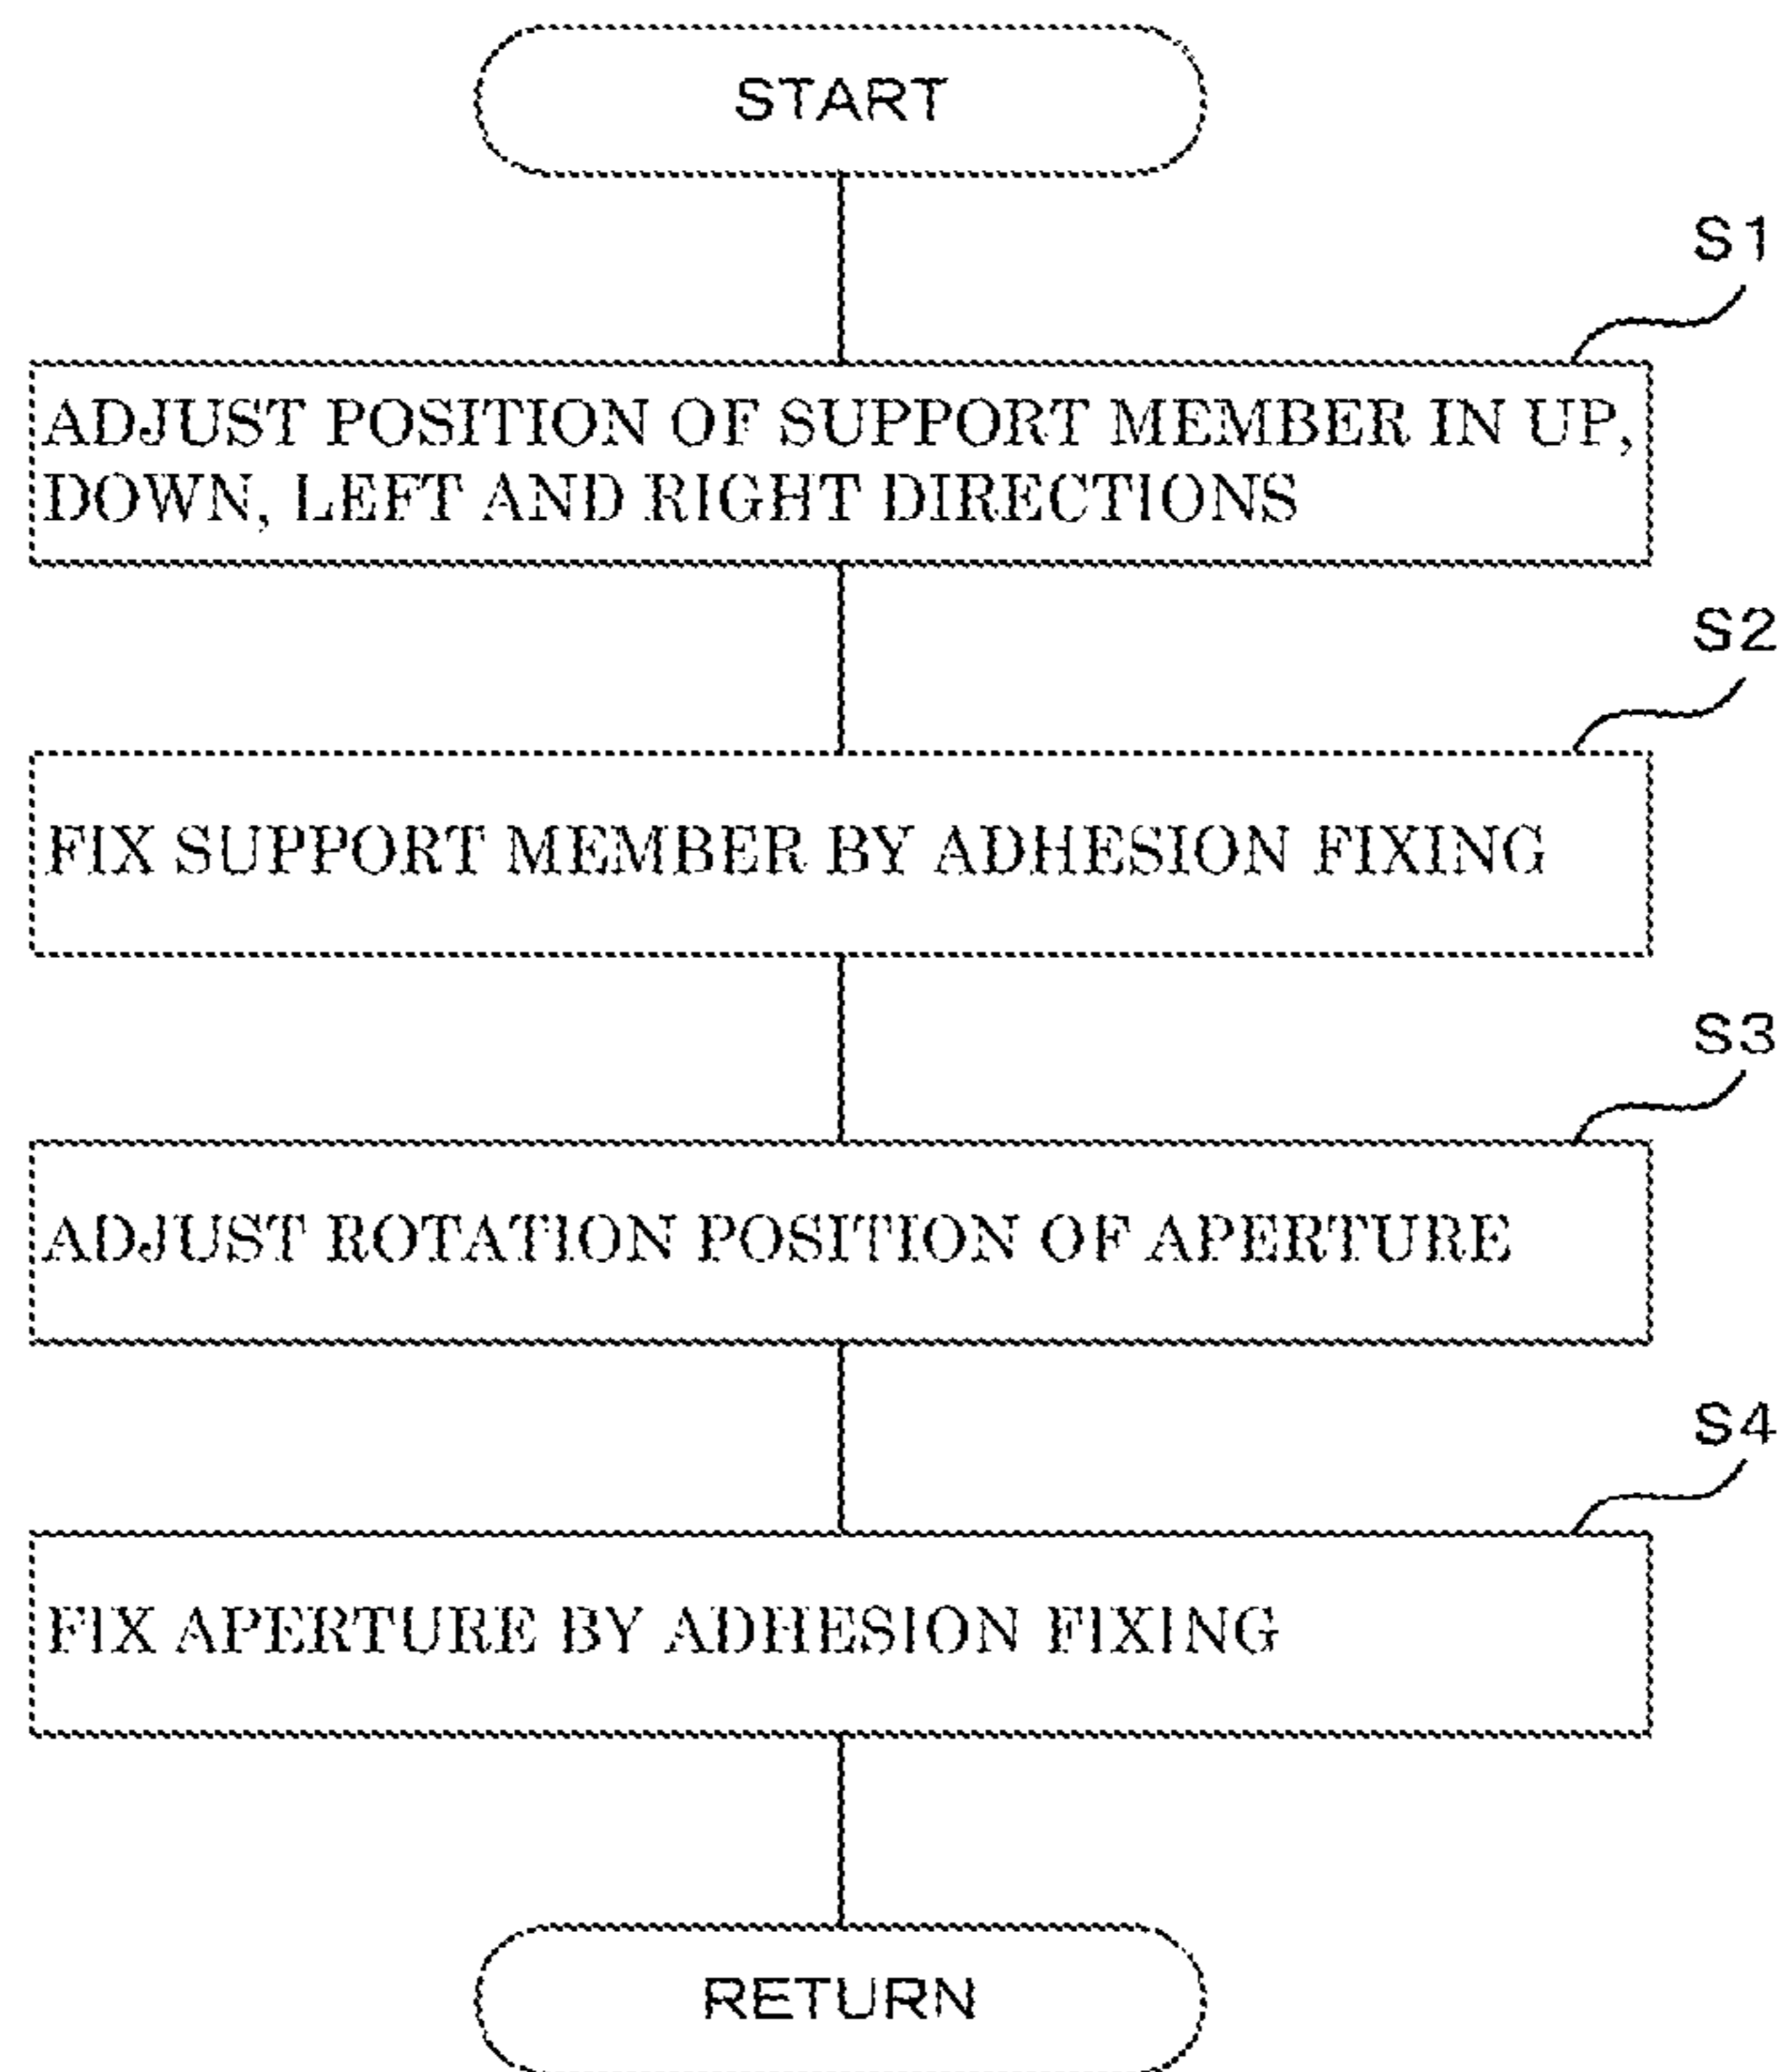 START
S1
ADJUST POSITION OF SUPPORT MEMBER IN UP,
DOWN, LEFT AND RIGHT DIRECTIONS
S2
FIX SUPPORT MEMBER BY ADHESION FIXING
S3
ADJUST ROTATION POSITION OF APERTURE
S4
FIX APERTURE BY ADHESION FIXING
RETURN